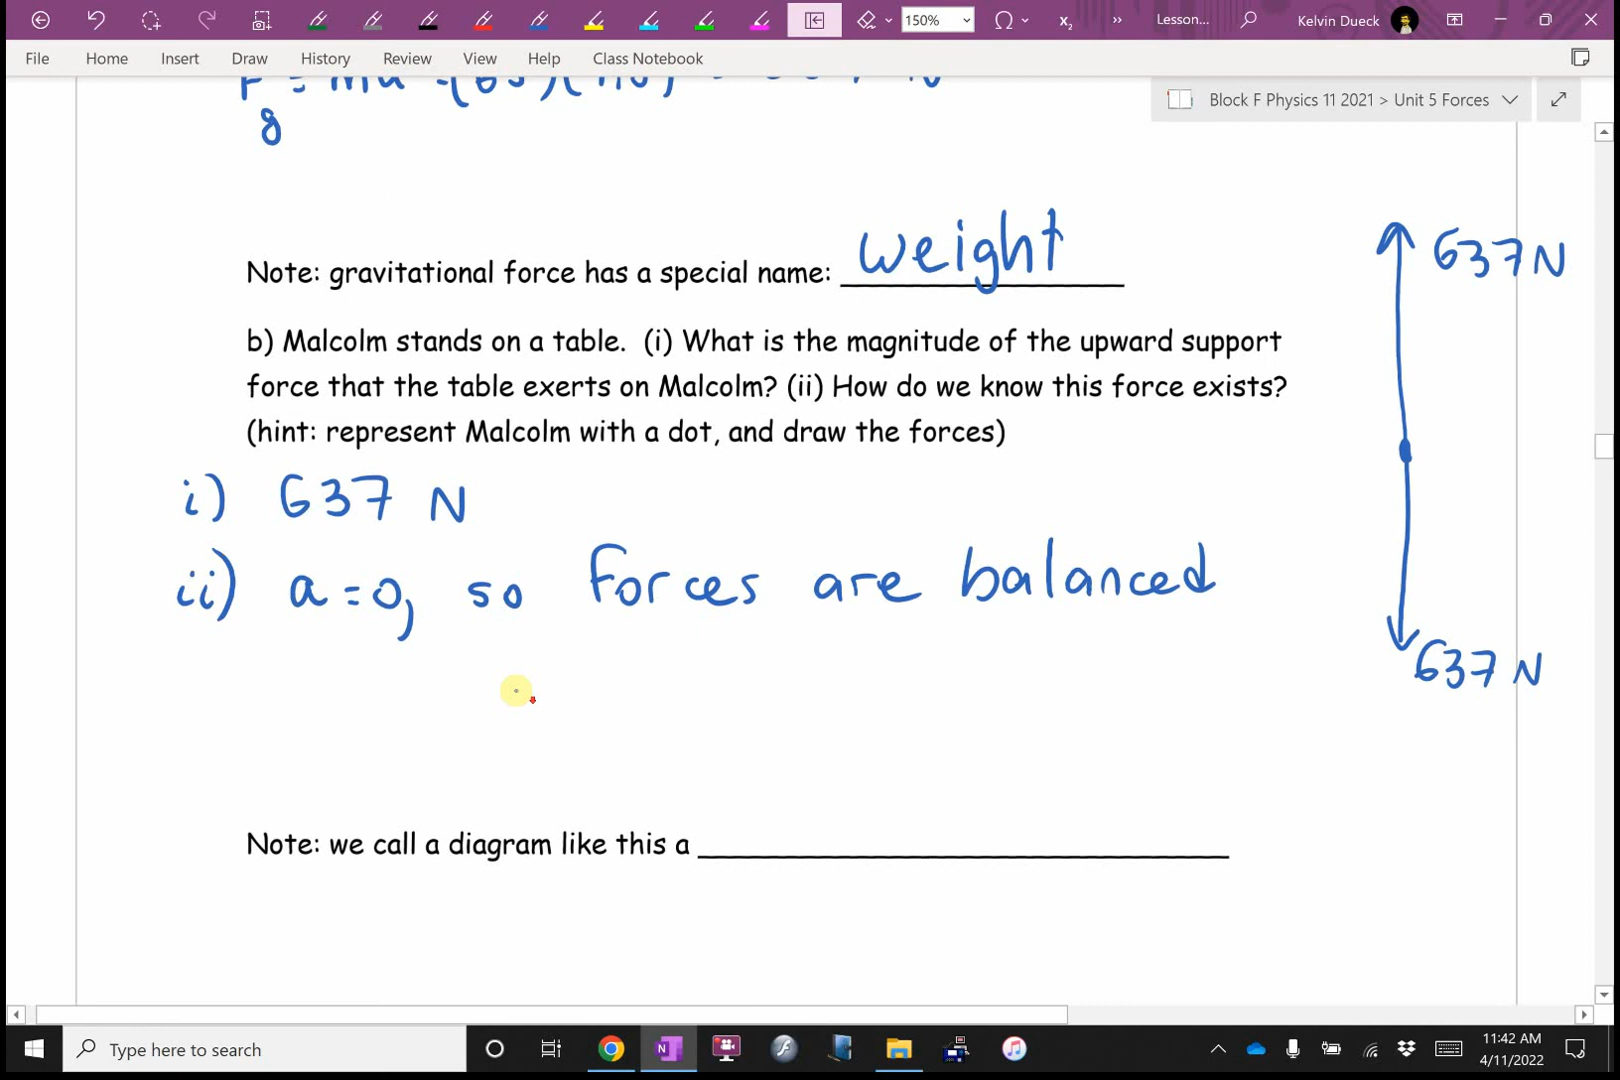 150%
x₂
Lesson...
Kelvin Dueck
File Home Insert Draw History Review View Help Class Notebook
Block F Physics 11 2021 > Unit 5 Forces
g
Note: gravitational force has a special name: weight
637 N
b) Malcolm stands on a table. (i) What is the magnitude of the upward support
force that the table exerts on Malcolm? (ii) How do we know this force exists?
(hint: represent Malcolm with a dot, and draw the forces)
i) 637 N
ii) a=0, so forces are balanced
637 N
Note: we call a diagram like this a
Type here to search
11:42 AM
4/11/2022